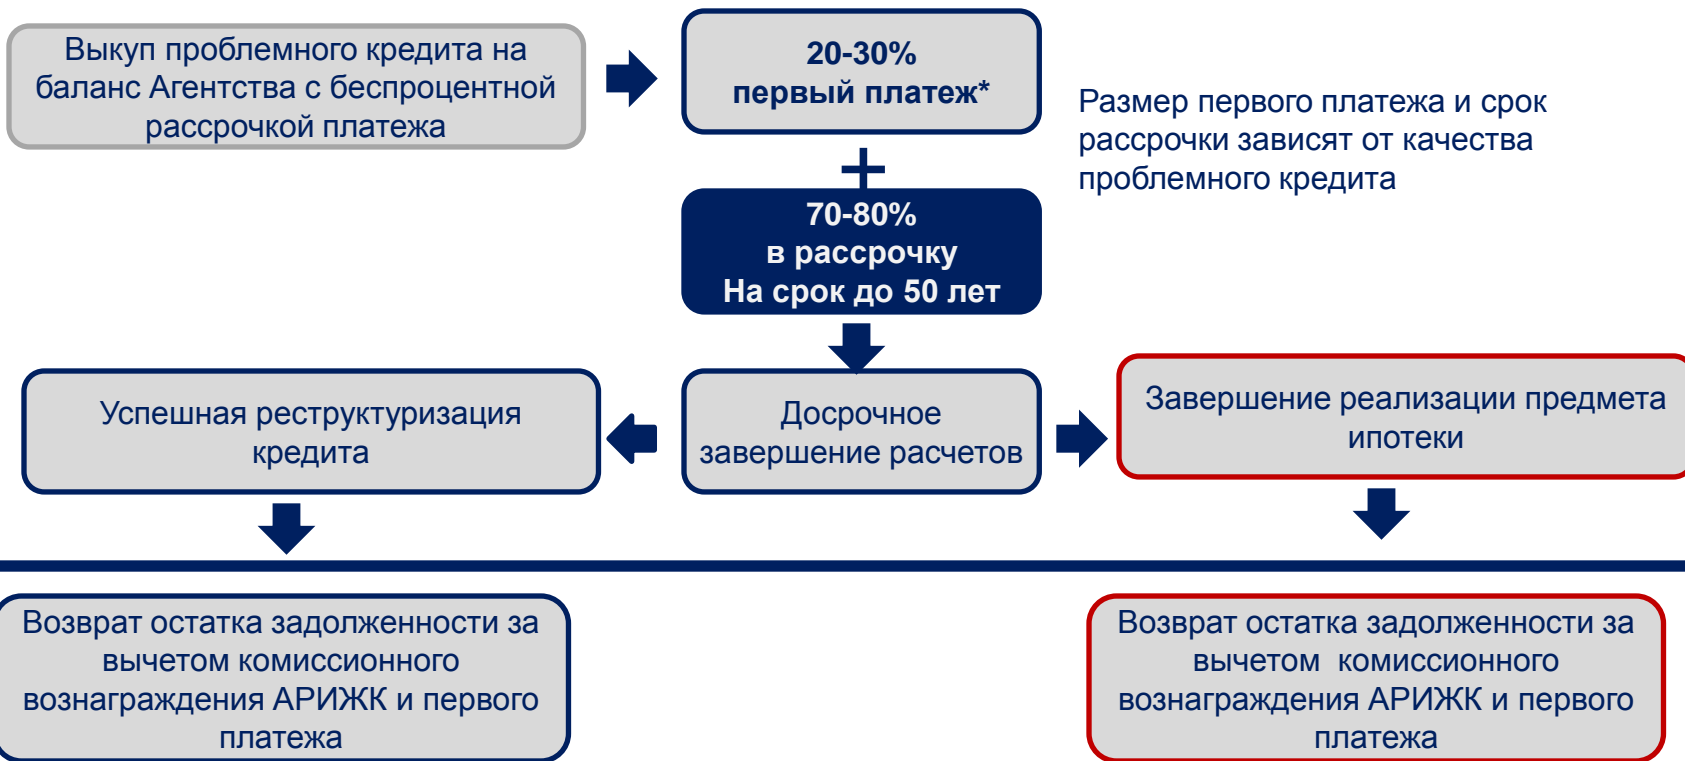 Выкуп проблемного кредита на
баланс Агентства с беспроцентной
рассрочкой платежа
20-30%
первый платеж*
Размер первого платежа и срок
рассрочки зависят от качества
проблемного кредита
70-80%
в рассрочку
На срок до 50 лет
Успешная реструктуризация
кредита
Досрочное
завершение расчетов
Завершение реализации предмета
ипотеки
Возврат остатка задолженности за
вычетом комиссионного
вознаграждения АРИЖК и первого
платежа
Возврат остатка задолженности за
вычетом комиссионного
вознаграждения АРИЖК и первого
платежа